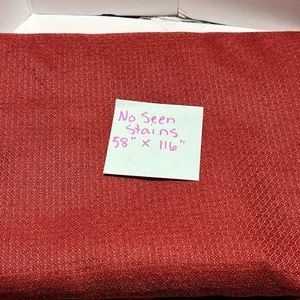 No Seen
Stains
58" x 116"